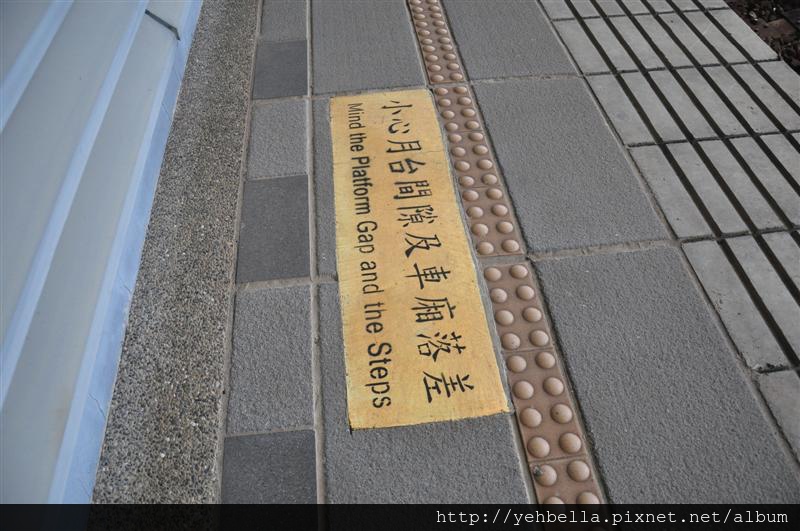 小心月台間隙及車廂落差
Mind the Platform Gap and the Steps
http://yehbella.pixnet.net/album